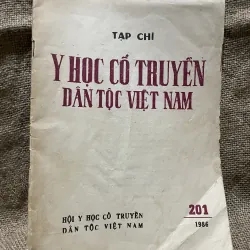 TẠP CHÍ
Y HỌC CỔ TRUYỀN
DÂN TỘC VIỆT NAM
201
1986
HỘI Y HỌC CỔ TRUYỀN
DÂN TỘC VIỆT NAM